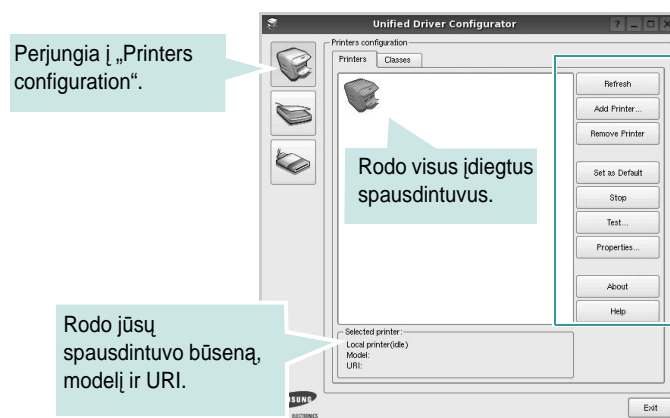 Unified Driver Configurator
Perjungia į „Printers
configuration“.
Printers configuration
Printers
Classes
Refresh
Add Printer...
Remove Printer
Set as Default
Stop
Test...
Properties...
About
Help
Rodo visus įdiegtus
spausdintuvus.
Rodo jūsų
spausdintuvo būseną,
modelį ir URI.
Selected printer:
Local printer(idle)
Model:
URI:
SUNG
ELECTRONICS
Exit